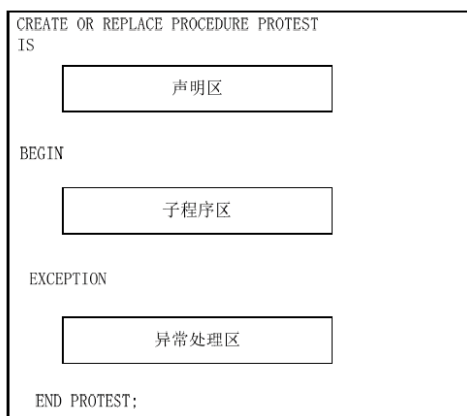 CREATE OR REPLACE PROCEDURE PROTEST
IS
声明区
BEGIN
子程序区
EXCEPTION
异常处理区
END PROTEST;